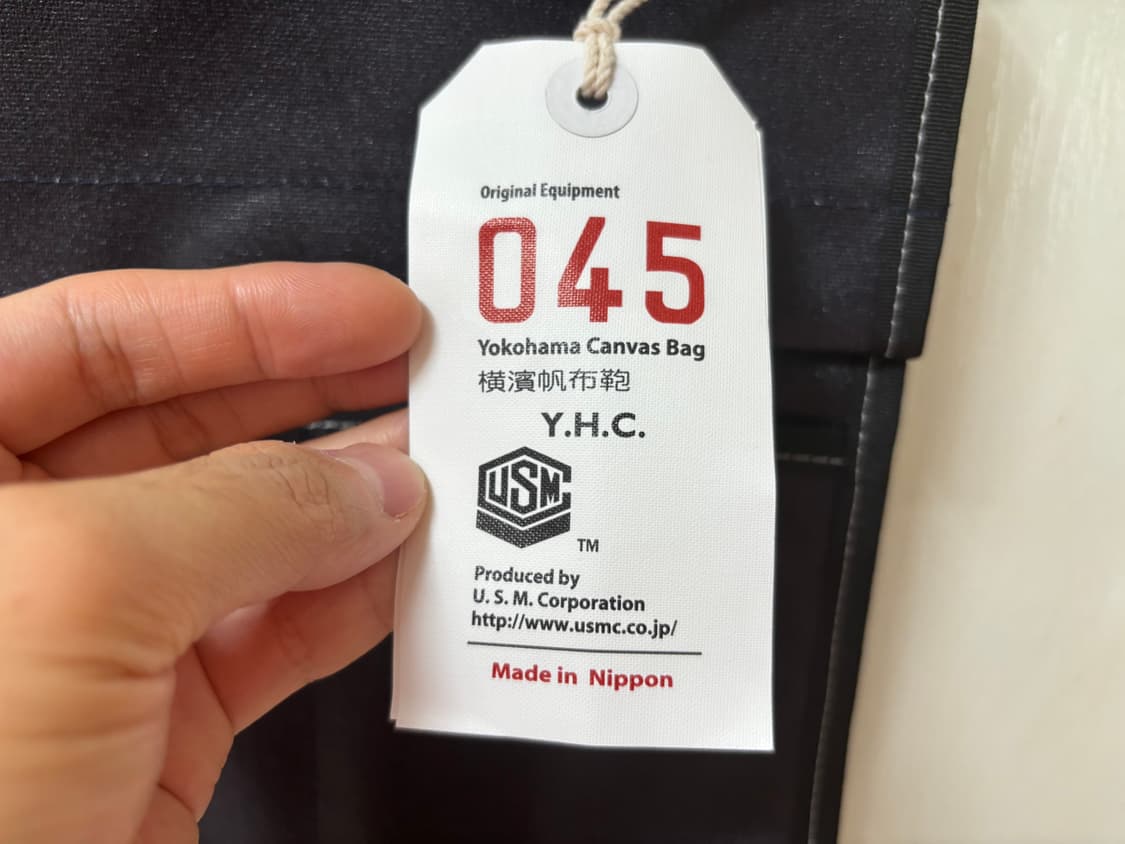 Original Equipment
045
Yokohama Canvas Bag
横濱帆布鞄
Y.H.C.
USMC
TM
Produced by
U. S. M. Corporation
http://www.usmc.co.jp/
Made in Nippon